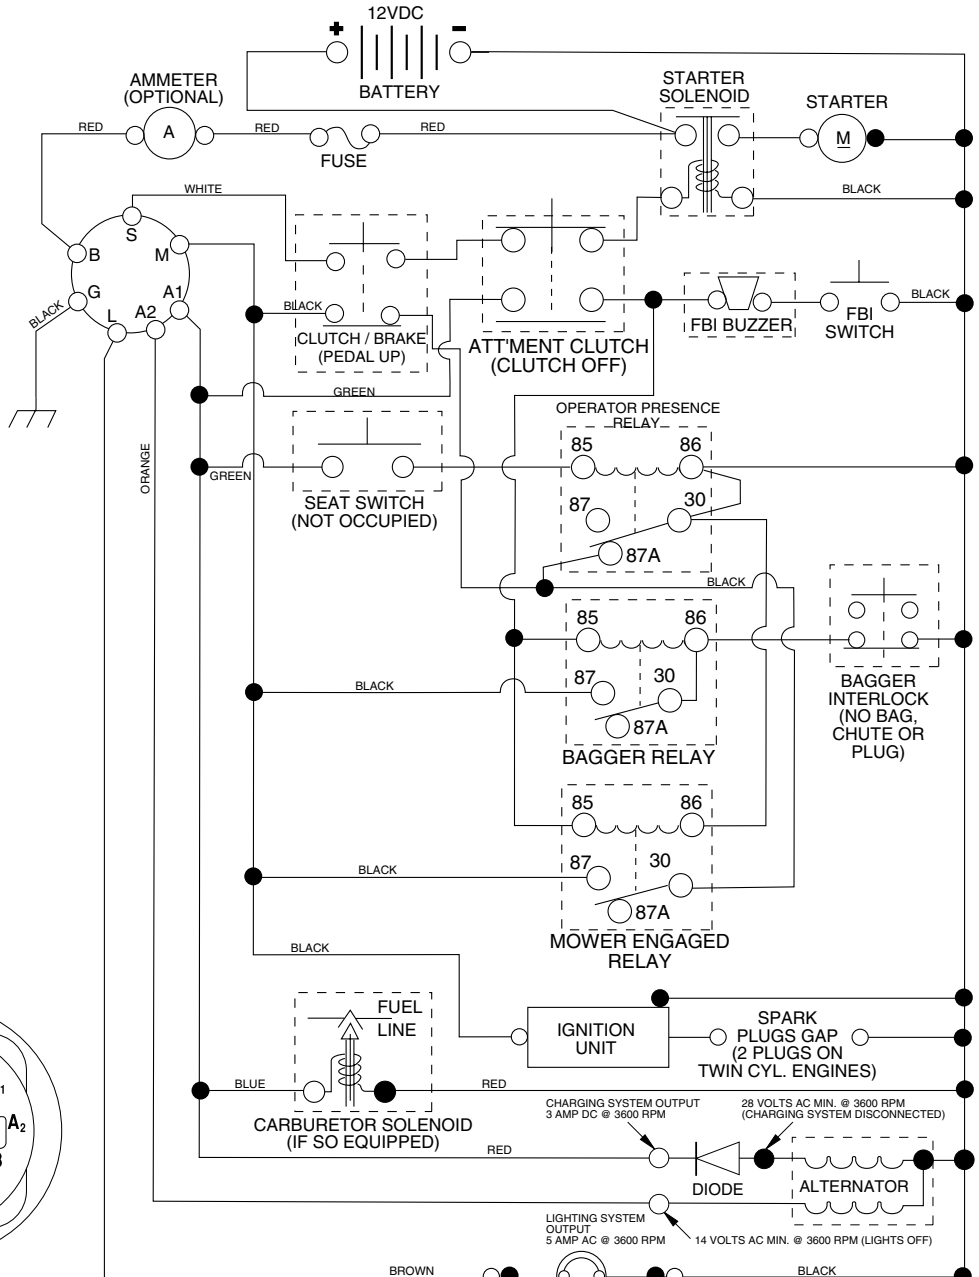 12VDC
+
–
BATTERY
AMMETER
(OPTIONAL)
STARTER
SOLENOID
STARTER
RED
A
RED
RED
FUSE
M
WHITE
BLACK
S
B
M
G
A1
L
A2
BLACK
BLACK
CLUTCH / BRAKE
(PEDAL UP)
ATT'MENT CLUTCH
(CLUTCH OFF)
FBI BUZZER
FBI
SWITCH
BLACK
GREEN
OPERATOR PRESENCE
RELAY
85
86
ORANGE
GREEN
SEAT SWITCH
(NOT OCCUPIED)
87
30
87A
BLACK
85
86
BLACK
87
30
87A
BAGGER RELAY
BAGGER
INTERLOCK
(NO BAG,
CHUTE OR
PLUG)
85
86
BLACK
87
30
87A
MOWER ENGAGED
RELAY
BLACK
FUEL
LINE
IGNITION
UNIT
SPARK
PLUGS GAP
(2 PLUGS ON
TWIN CYL. ENGINES)
BLUE
RED
CARBURETOR SOLENOID
(IF SO EQUIPPED)
CHARGING SYSTEM OUTPUT
3 AMP DC @ 3600 RPM
28 VOLTS AC MIN. @ 3600 RPM
(CHARGING SYSTEM DISCONNECTED)
RED
DIODE
ALTERNATOR
LIGHTING SYSTEM
OUTPUT
5 AMP AC @ 3600 RPM
14 VOLTS AC MIN. @ 3600 RPM (LIGHTS OFF)
BROWN
BLACK
1
A2